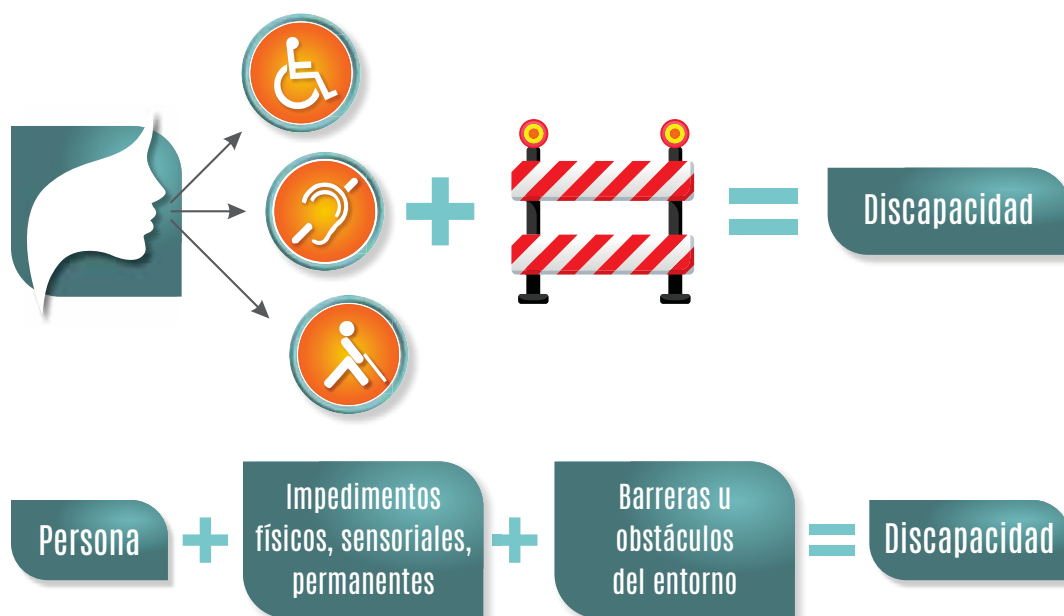 Discapacidad
Persona
Impedimentos
físicos, sensoriales,
permanentes
Barreras u
obstáculos
del entorno
Discapacidad